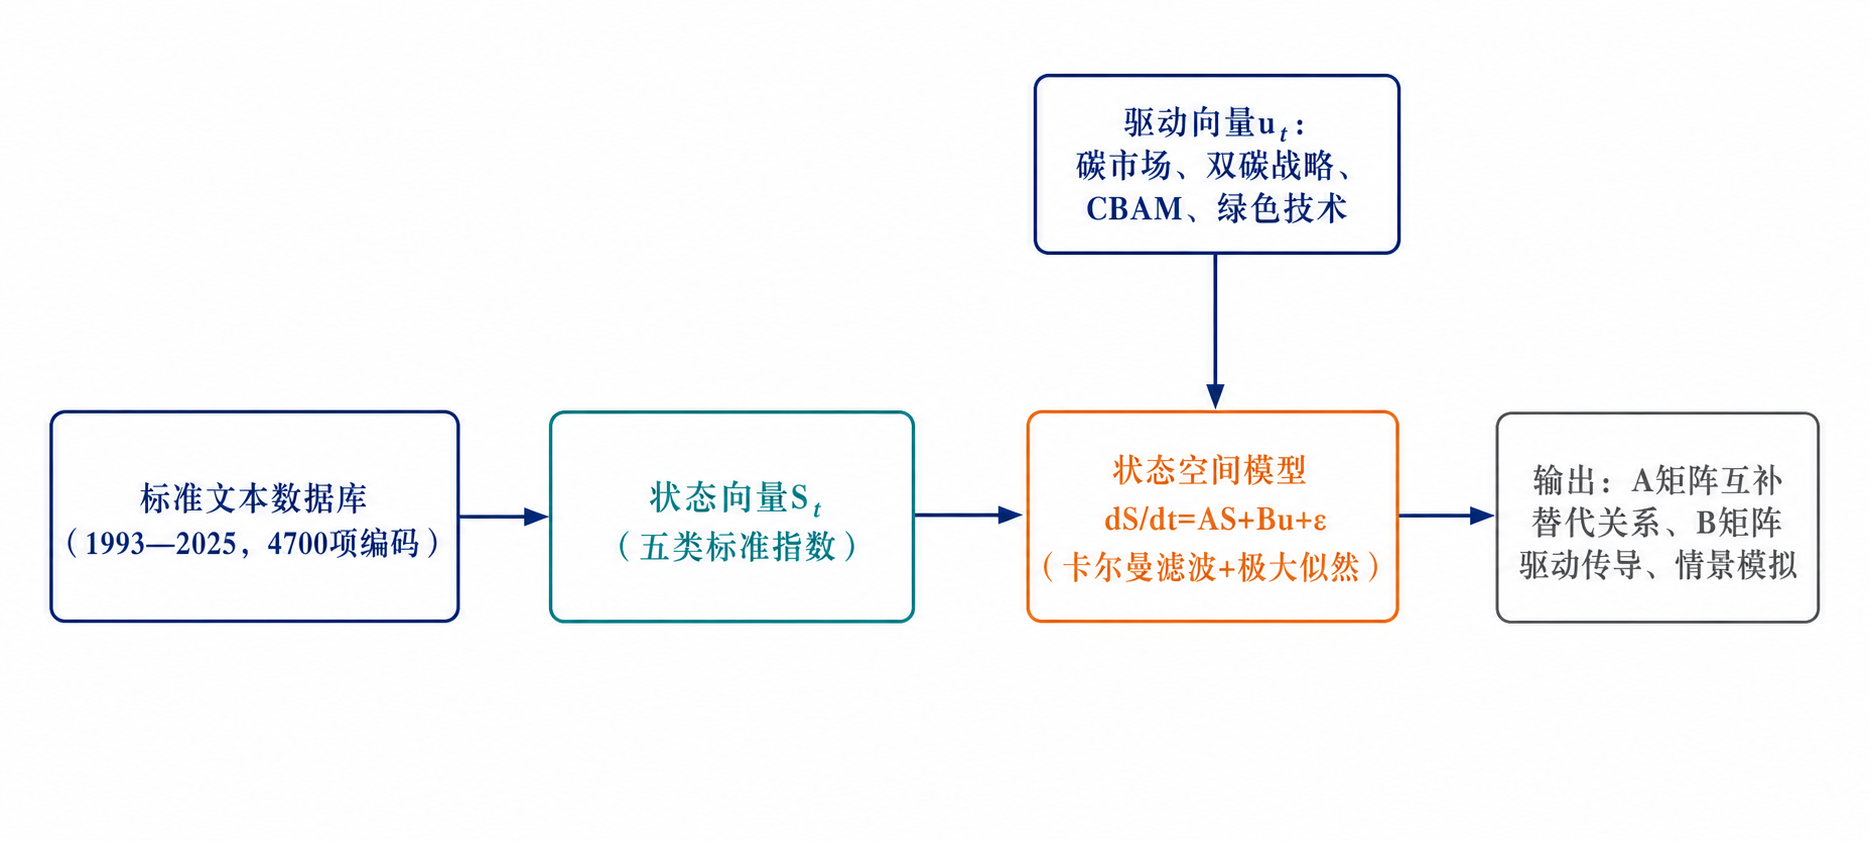 驱动向量uₜ：
碳市场、双碳战略、
CBAM、绿色技术
标准文本数据库
（1993—2025，4700项编码）
状态向量Sₜ
（五类标准指数）
状态空间模型
dS/dt=AS+Bu+ε
（卡尔曼滤波+极大似然）
输出：A矩阵互补
替代关系、B矩阵
驱动传导、情景模拟